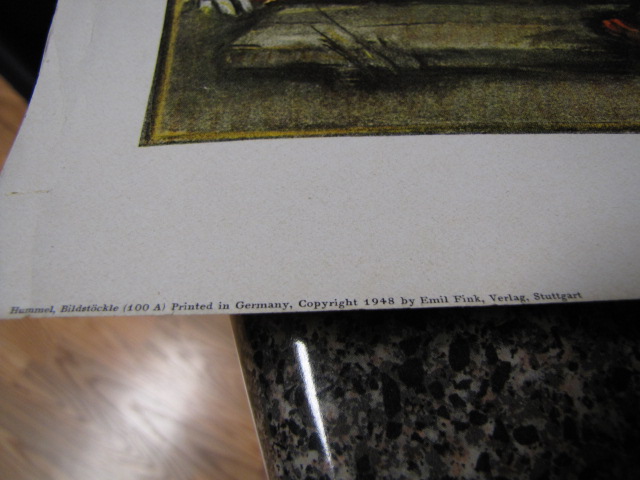 Hummel, Bildstöckle (100 A) Printed in Germany, Copyright 1948 by Emil Fink, Verlag, Stuttgart